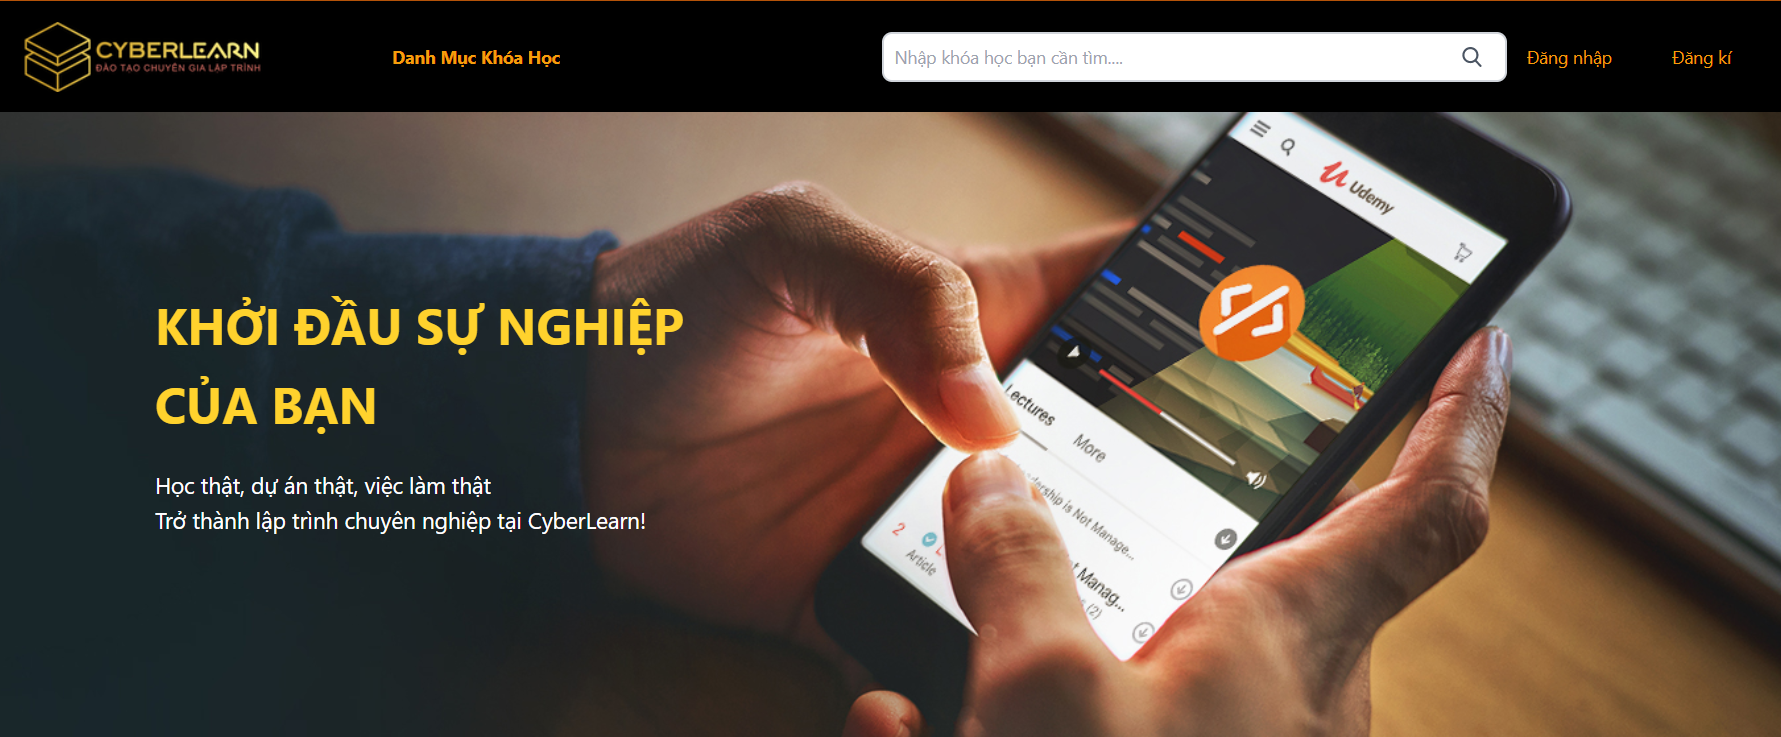 CYBERLEARN
ĐÀO TẠO CHUYÊN GIA LẬP TRÌNH
Danh Mục Khóa Học
Nhập khóa học bạn cần tìm....
Đăng nhập
Đăng kí
Udemy
KHỞI ĐẦU SỰ NGHIỆP
CỦA BẠN
Học thật, dự án thật, việc làm thật
Trở thành lập trình chuyên nghiệp tại CyberLearn!
Lectures
More
is Not Manage...
2
Article
Manag...
(2)